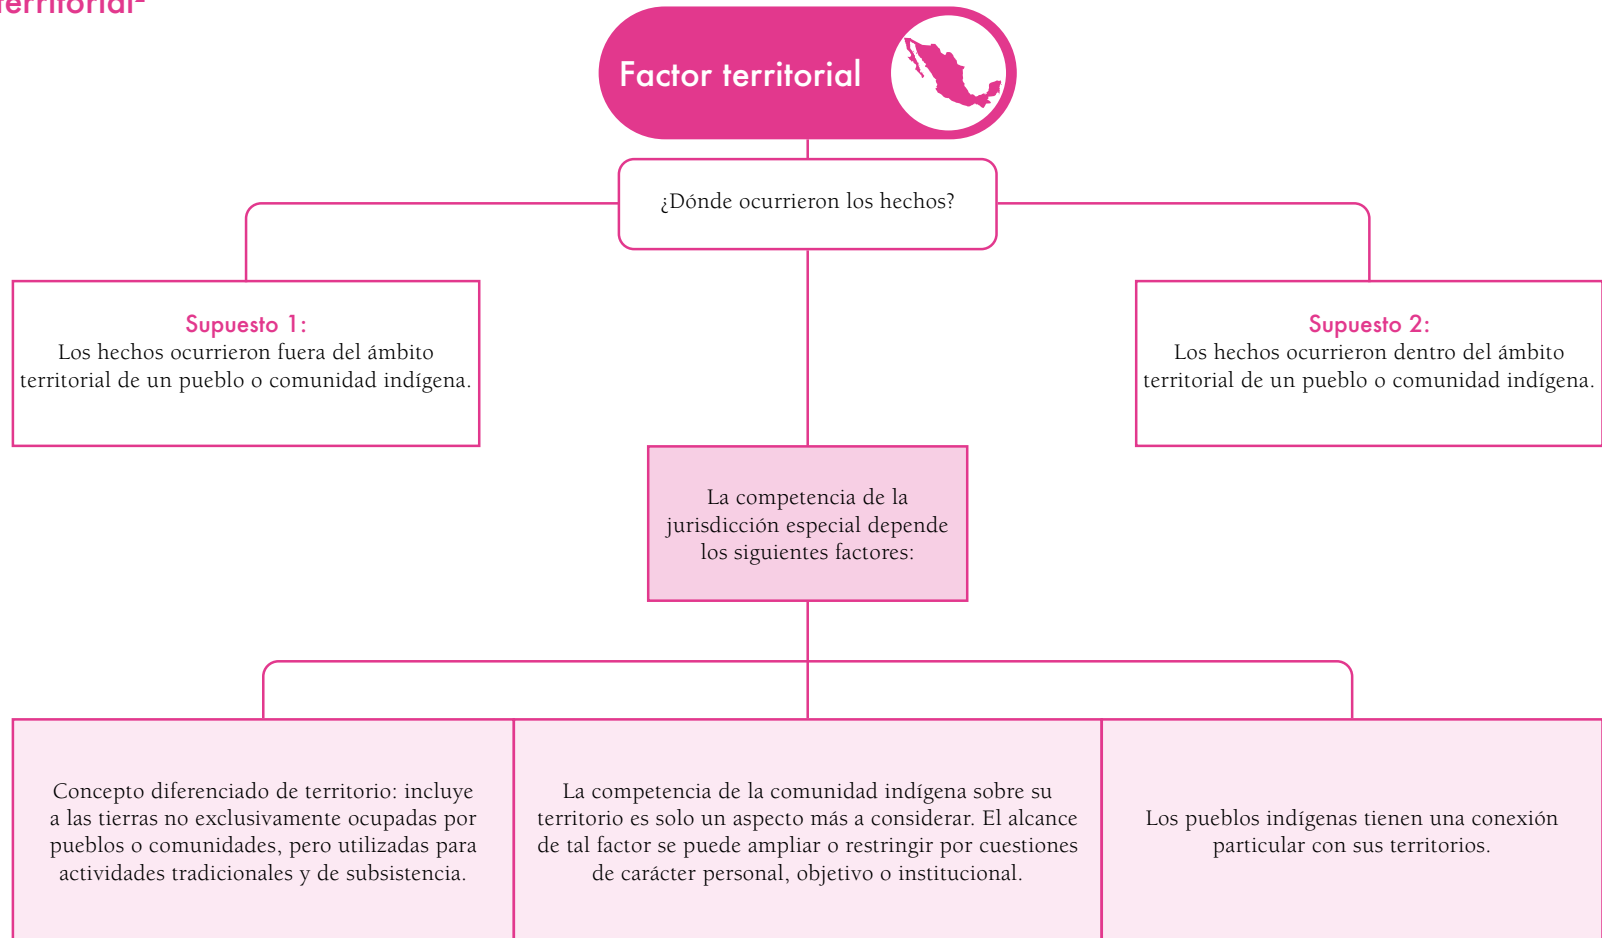 territorial-
Factor territorial
¿Dónde ocurrieron los hechos?
Supuesto 1:
Los hechos ocurrieron fuera del ámbito
territorial de un pueblo o comunidad indígena.
Supuesto 2:
Los hechos ocurrieron dentro del ámbito
territorial de un pueblo o comunidad indígena.
La competencia de la
jurisdicción especial depende
los siguientes factores:
Concepto diferenciado de territorio: incluye
a las tierras no exclusivamente ocupadas por
pueblos o comunidades, pero utilizadas para
actividades tradicionales y de subsistencia.
La competencia de la comunidad indígena sobre su
territorio es solo un aspecto más a considerar. El alcance
de tal factor se puede ampliar o restringir por cuestiones
de carácter personal, objetivo o institucional.
Los pueblos indígenas tienen una conexión
particular con sus territorios.